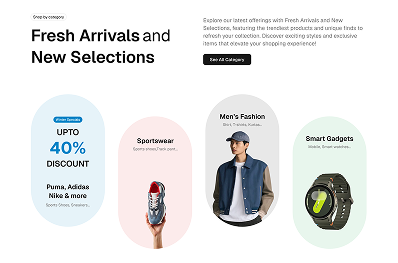 Shop by category
Fresh Arrivals and
New Selections
Explore our latest offerings with Fresh Arrivals and New
Selections, featuring the trendiest products and unique finds to
refresh your collection. Discover exciting styles and exclusive
items that elevate your shopping experience!
See All Category
Winter Specials
UPTO
40%
DISCOUNT
Puma, Adidas
Nike & more
Sports Shoes, Sneakers...
Sportswear
Sports shoes,Track pant...
Men's Fashion
Shirt, T-shirts,
Smart Gadgets
Mobile, Smart watches...